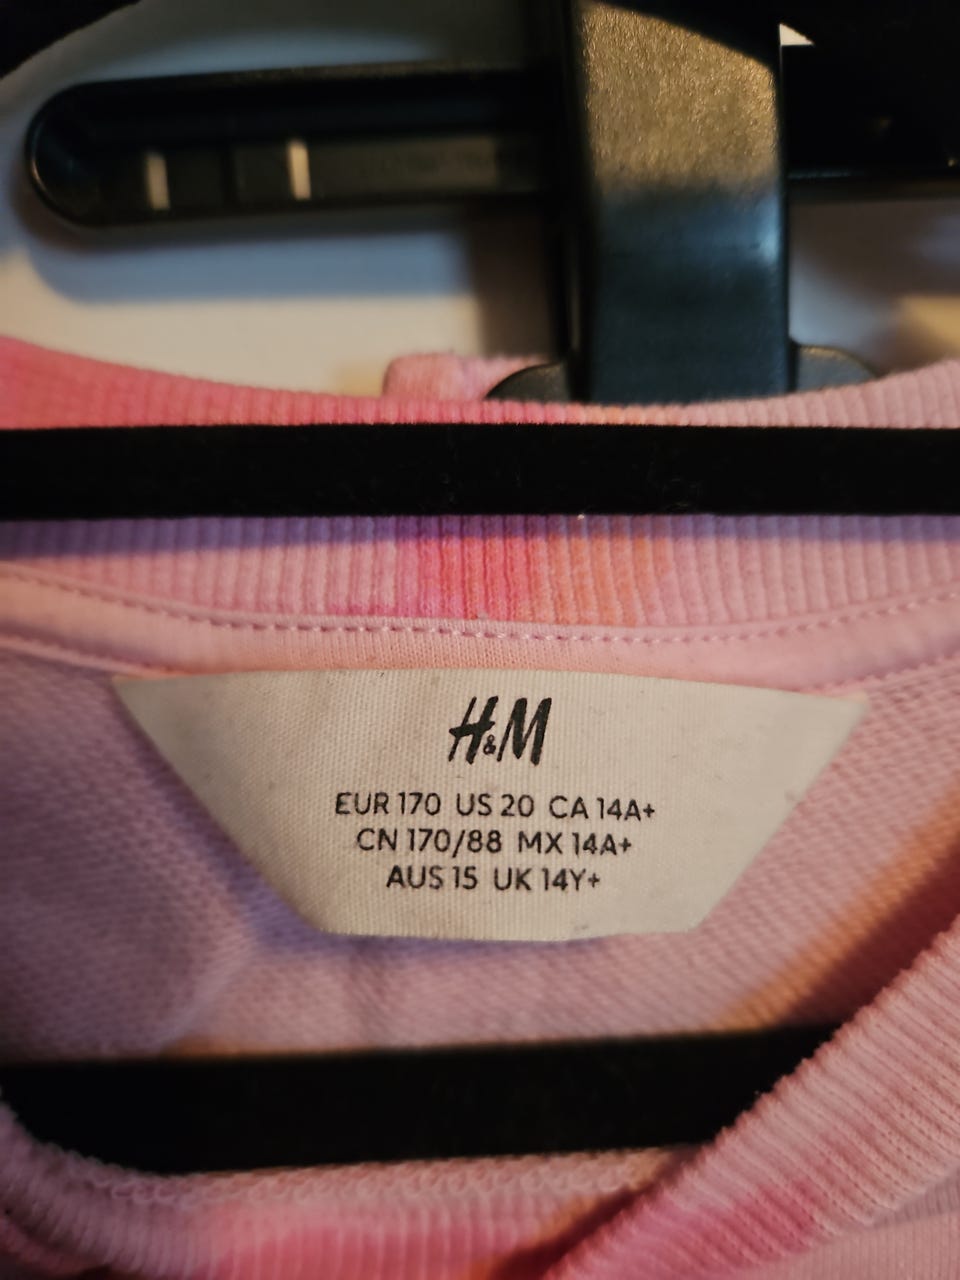 H&M
EUR 170 US 20 CA 14A+
CN 170/88 MX 14A+
AUS 15 UK 14Y+